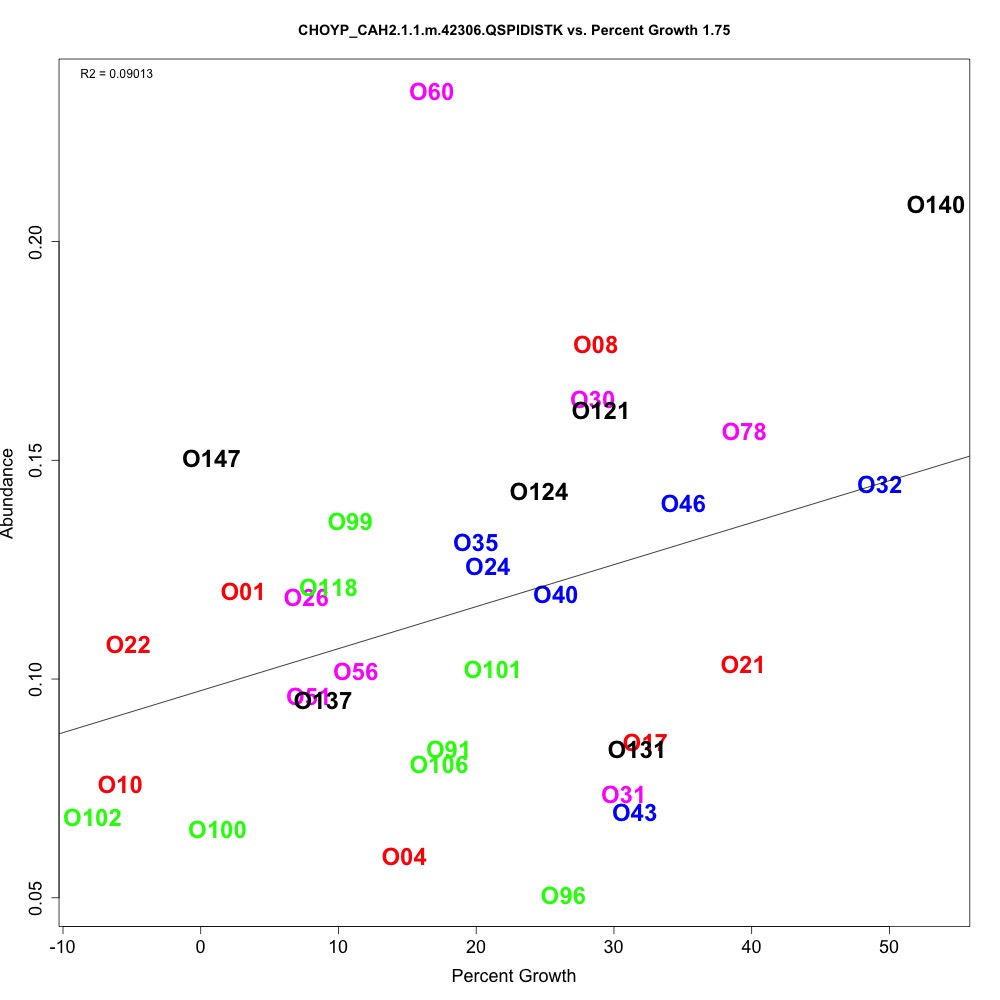 CHOYP_CAH2.1.1.m.42306.QSPIDISTK vs. Percent Growth 1.75
R2 = 0.09013
O60
O140
0.20
O08
O30
O121
O78
O147
0.15
O32
O124
O46
O99
O35
O24
O118
O01
O40
O26
O22
O56
O101
O21
0.10
O51
O137
O17
O91
O131
O106
O10
O31
O43
O102
O100
O04
O96
0.05
Abundance
-10 0 10 20 30 40 50
Percent Growth